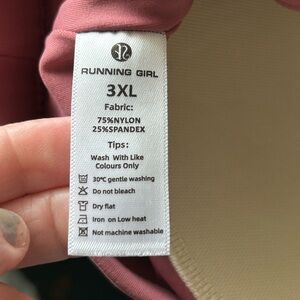 RUNNING GIRL
3XL
Fabric:
75%NYLON
25%SPANDEX
Tips:
Wash With Like
Colours Only
30°C gentle washing
Do not bleach
Dry flat
Iron on Low heat
Not machine washable